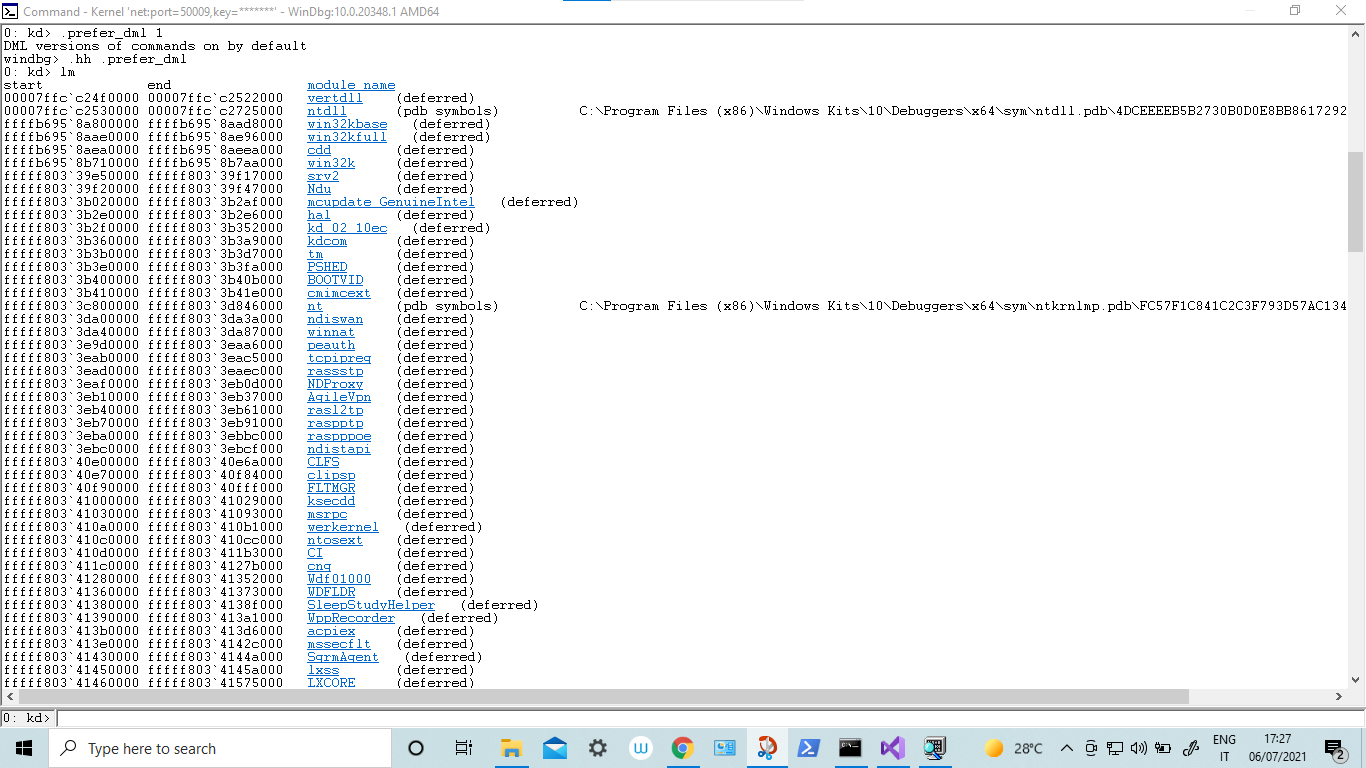 Command - Kernel 'net:port=50009,key=*******' - WinDbg:10.0.20348.1 AMD64
0: kd> .prefer_dml 1
DML versions of commands on by default
windbg> .hh .prefer_dml
0: kd> lm
start end module name
00007ffc`c24f0000 00007ffc`c2522000 vertdll (deferred)
00007ffc`c2530000 00007ffc`c2725000 ntdll (pdb symbols) C:\Program Files (x86)\Windows Kits\10\Debuggers\x64\sym\ntdll.pdb\4DCEEEEB5B2730B0D0E8BB8617292
ffffb695`8a800000 ffffb695`8aad8000 win32kbase (deferred)
ffffb695`8aae0000 ffffb695`8ae96000 win32kfull (deferred)
ffffb695`8aea0000 ffffb695`8aeea000 cdd (deferred)
ffffb695`8b710000 ffffb695`8b7aa000 win32k (deferred)
fffff803`39e50000 fffff803`39f17000 srv2 (deferred)
fffff803`39f20000 fffff803`39f47000 Ndu (deferred)
fffff803`3b020000 fffff803`3b2af000 mcupdate_GenuineIntel (deferred)
fffff803`3b2e0000 fffff803`3b2e6000 hal (deferred)
fffff803`3b2f0000 fffff803`3b352000 kd_02_10ec (deferred)
fffff803`3b360000 fffff803`3b3a9000 kdcom (deferred)
fffff803`3b3b0000 fffff803`3b3d7000 tm (deferred)
fffff803`3b3e0000 fffff803`3b3fa000 PSHED (deferred)
fffff803`3b400000 fffff803`3b40b000 BOOTVID (deferred)
fffff803`3b410000 fffff803`3b41e000 cmimcext (deferred)
fffff803`3c800000 fffff803`3d846000 nt (pdb symbols) C:\Program Files (x86)\Windows Kits\10\Debuggers\x64\sym\ntkrnlmp.pdb\FC57F1C841C2C3F793D57AC134
fffff803`3da00000 fffff803`3da3a000 ndiswan (deferred)
fffff803`3da40000 fffff803`3da87000 winnat (deferred)
fffff803`3e9d0000 fffff803`3eaa6000 peauth (deferred)
fffff803`3eab0000 fffff803`3eac5000 tcpipreg (deferred)
fffff803`3ead0000 fffff803`3eaec000 rassstp (deferred)
fffff803`3eaf0000 fffff803`3eb0d000 NDProxy (deferred)
fffff803`3eb10000 fffff803`3eb37000 AgileVpn (deferred)
fffff803`3eb40000 fffff803`3eb61000 rasl2tp (deferred)
fffff803`3eb70000 fffff803`3eb91000 raspptp (deferred)
fffff803`3eba0000 fffff803`3ebbc000 raspppoe (deferred)
fffff803`3ebc0000 fffff803`3ebcf000 ndistapi (deferred)
fffff803`40e00000 fffff803`40e6a000 CLFS (deferred)
fffff803`40e70000 fffff803`40f84000 clipsp (deferred)
fffff803`40f90000 fffff803`40fff000 FLTMGR (deferred)
fffff803`41000000 fffff803`41029000 ksecdd (deferred)
fffff803`41030000 fffff803`41093000 msrpc (deferred)
fffff803`410a0000 fffff803`410b1000 werkernel (deferred)
fffff803`410c0000 fffff803`410cc000 ntosext (deferred)
fffff803`410d0000 fffff803`411b3000 CI (deferred)
fffff803`411c0000 fffff803`4127b000 cng (deferred)
fffff803`41280000 fffff803`41352000 Wdf01000 (deferred)
fffff803`41360000 fffff803`41373000 WDFLDR (deferred)
fffff803`41380000 fffff803`4138f000 SleepStudyHelper (deferred)
fffff803`41390000 fffff803`413a1000 WppRecorder (deferred)
fffff803`413b0000 fffff803`413d6000 acpiex (deferred)
fffff803`413e0000 fffff803`4142c000 mssecflt (deferred)
fffff803`41430000 fffff803`4144a000 SgrmAgent (deferred)
fffff803`41450000 fffff803`4145a000 lxss (deferred)
fffff803`41460000 fffff803`41575000 LXCORE (deferred)
0: kd>
Type here to search
28°C
ENG
IT
17:27
06/07/2021
2